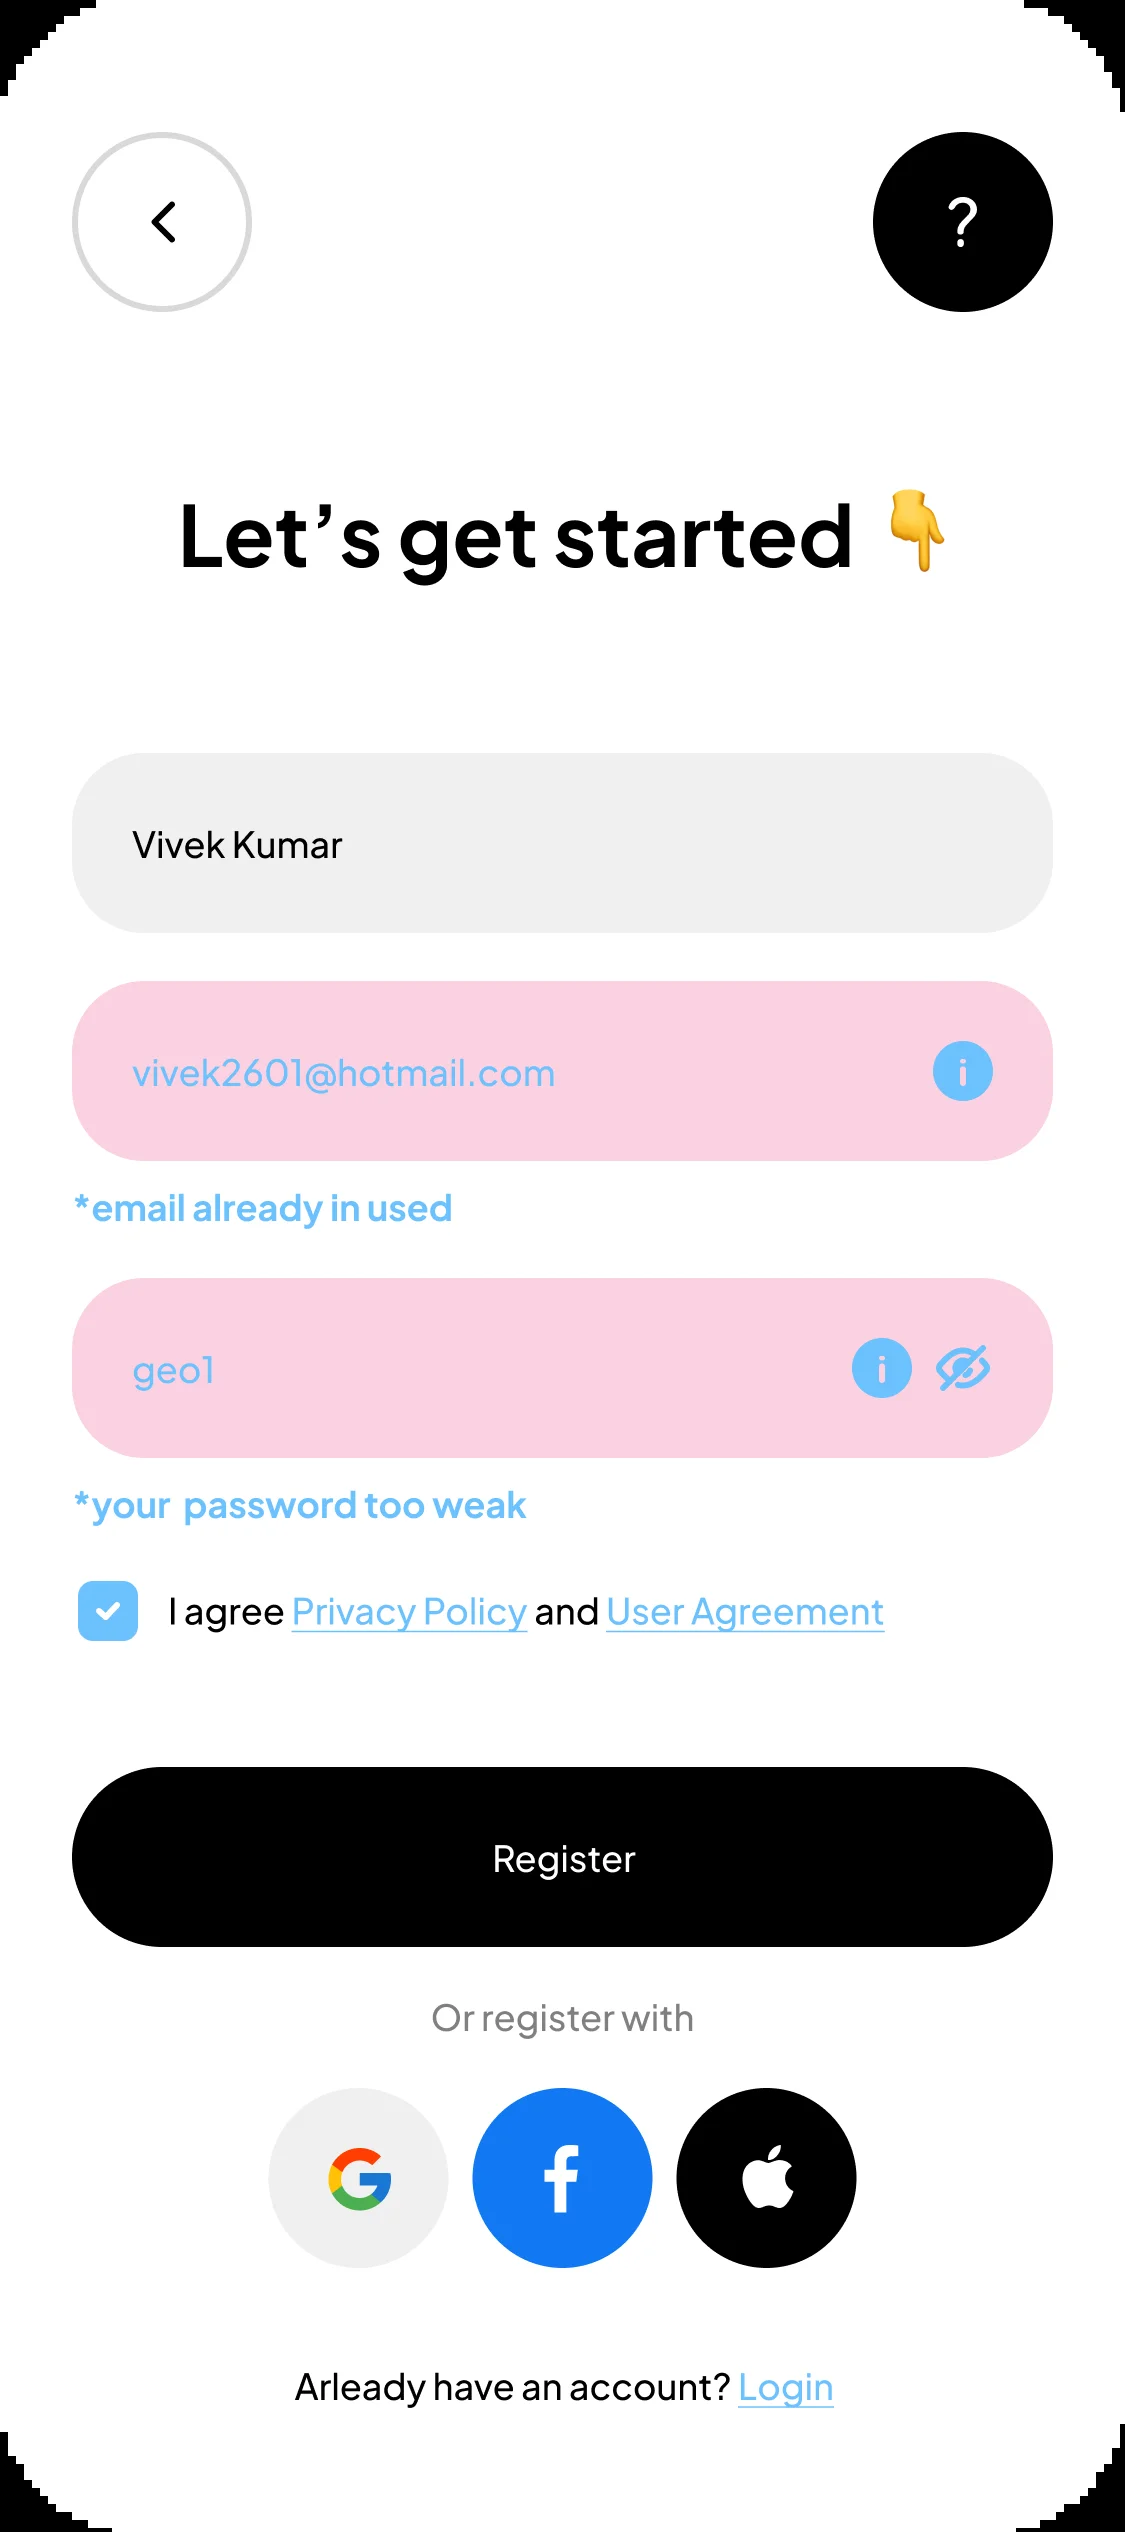 ?
Let’s get started 👇
Vivek Kumar
vivek2601@hotmail.com
*email already in used
geo1
*your password too weak
I agree Privacy Policy and User Agreement
Register
Or register with
Arleady have an account? Login